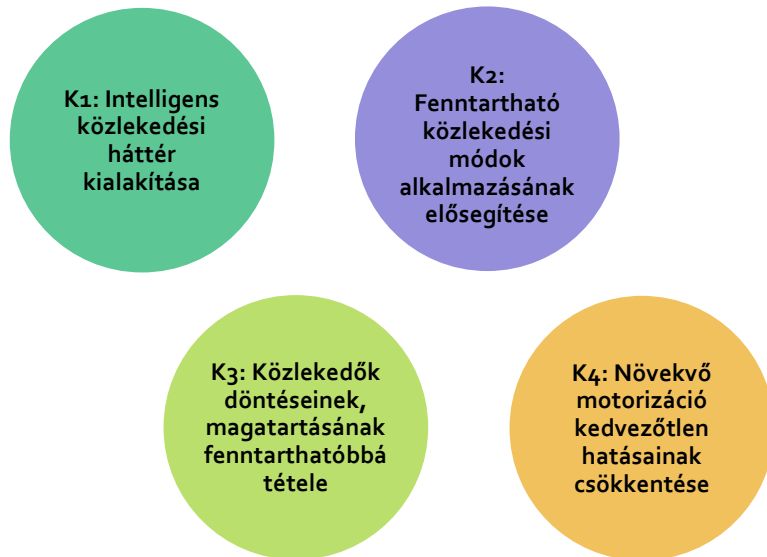 K1: Intelligens
közlekedési
háttér
kialakítása
K2:
Fenntartható
közlekedési
módok
alkalmazásának
elősegítése
K3: Közlekedők
döntéseinek,
magatartásának
fenntarthatóbbá
tétele
K4: Növekvő
motorizáció
kedvezőtlen
hatásainak
csökkentése